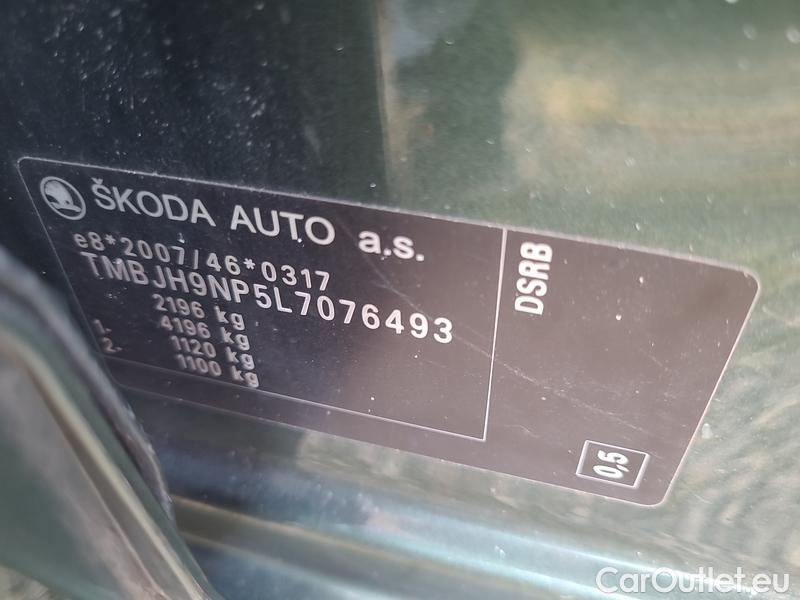 ŠKODA AUTO a.s.
e8*2007/46*0317
TMBJH9NP5L7076493
2196 kg
4196 kg
1- 1120 kg
2- 1100 kg
DSRB
0,5
CarOutlet.eu